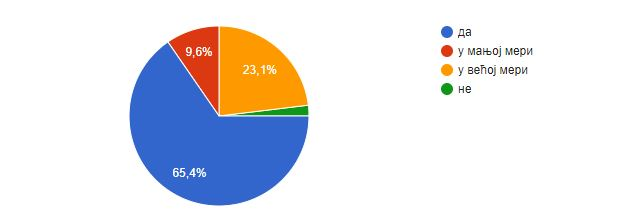 9,6%
23,1%
65,4%
да
у мањој мери
у већој мери
не